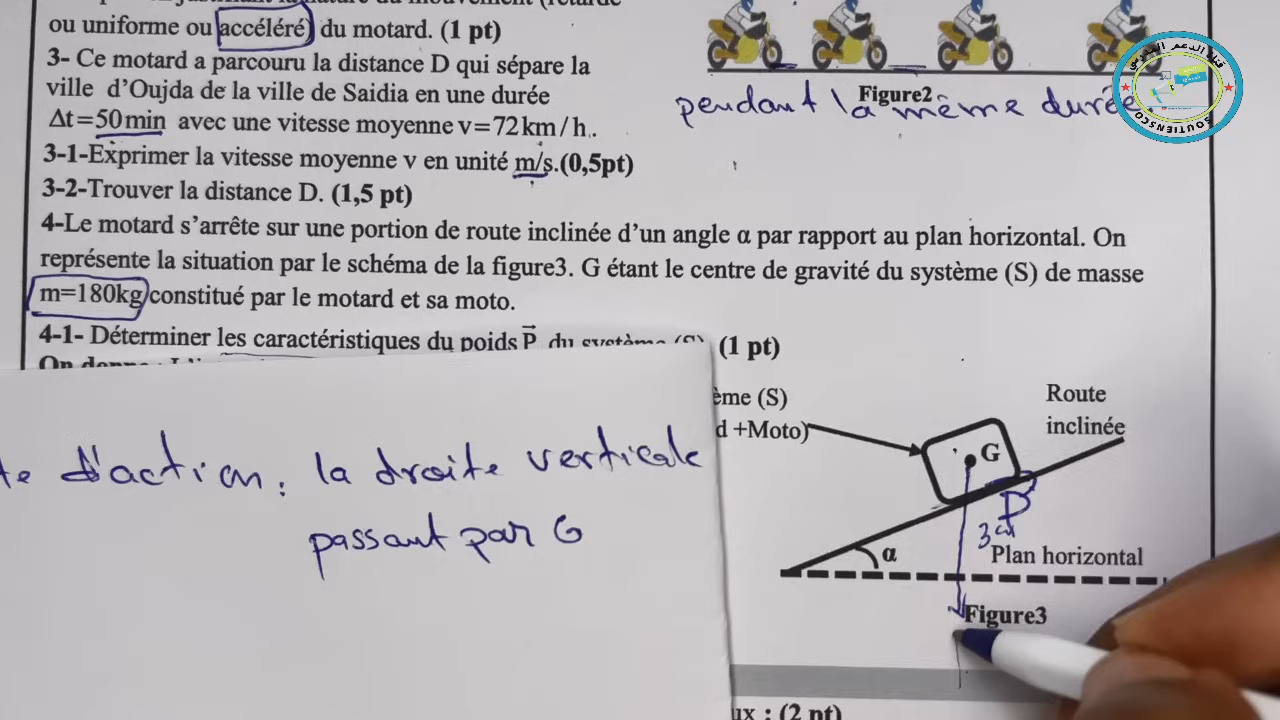 ou uniforme ou accéléré) du motard. (1 pt)
3- Ce motard a parcouru la distance D qui sépare la
ville d'Oujda de la ville de Saidia en une durée
Δt=50min avec une vitesse moyenne v=72km/h.
3-1-Exprimer la vitesse moyenne v en unité m/s.(0,5pt)
3-2-Trouver la distance D. (1,5 pt)
Figure2
pendant la même durée.
قناة الدعم المدرسي
SOUTIENSCO
4-Le motard s'arrête sur une portion de route inclinée d'un angle α par rapport au plan horizontal. On
représente la situation par le schéma de la figure3. G étant le centre de gravité du système (S) de masse
m=180kg constitué par le motard et sa moto.
4-1- Déterminer les caractéristiques du poids P du système (S) (1 pt)
On donne :
d'action : la droite verticale
passant par G
ème (S)
d +Moto)
Route
inclinée
G
P
3cm
α
Plan horizontal
Figure3
ux : (2 pt)